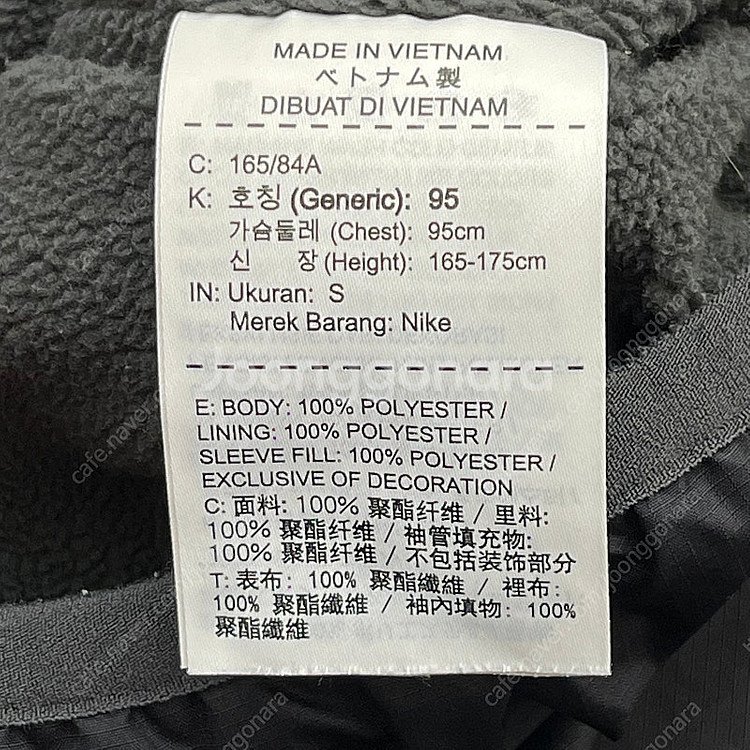 MADE IN VIETNAM
ベトナム製
DIBUAT DI VIETNAM
C: 165/84A
K: 호칭 (Generic): 95
가슴둘레 (Chest): 95cm
신 장 (Height): 165-175cm
IN: Ukuran: S
Merek Barang: Nike
Joonggonara
E: BODY: 100% POLYESTER /
LINING: 100% POLYESTER /
SLEEVE FILL: 100% POLYESTER /
EXCLUSIVE OF DECORATION
C: 面料: 100% 聚酯纤维 / 里料:
100% 聚酯纤维 / 袖管填充物:
100% 聚酯纤维 / 不包括装饰部分
T: 表布: 100% 聚酯纖維 / 裡布:
100% 聚酯纖維 / 袖內填物: 100%
聚酯纖維